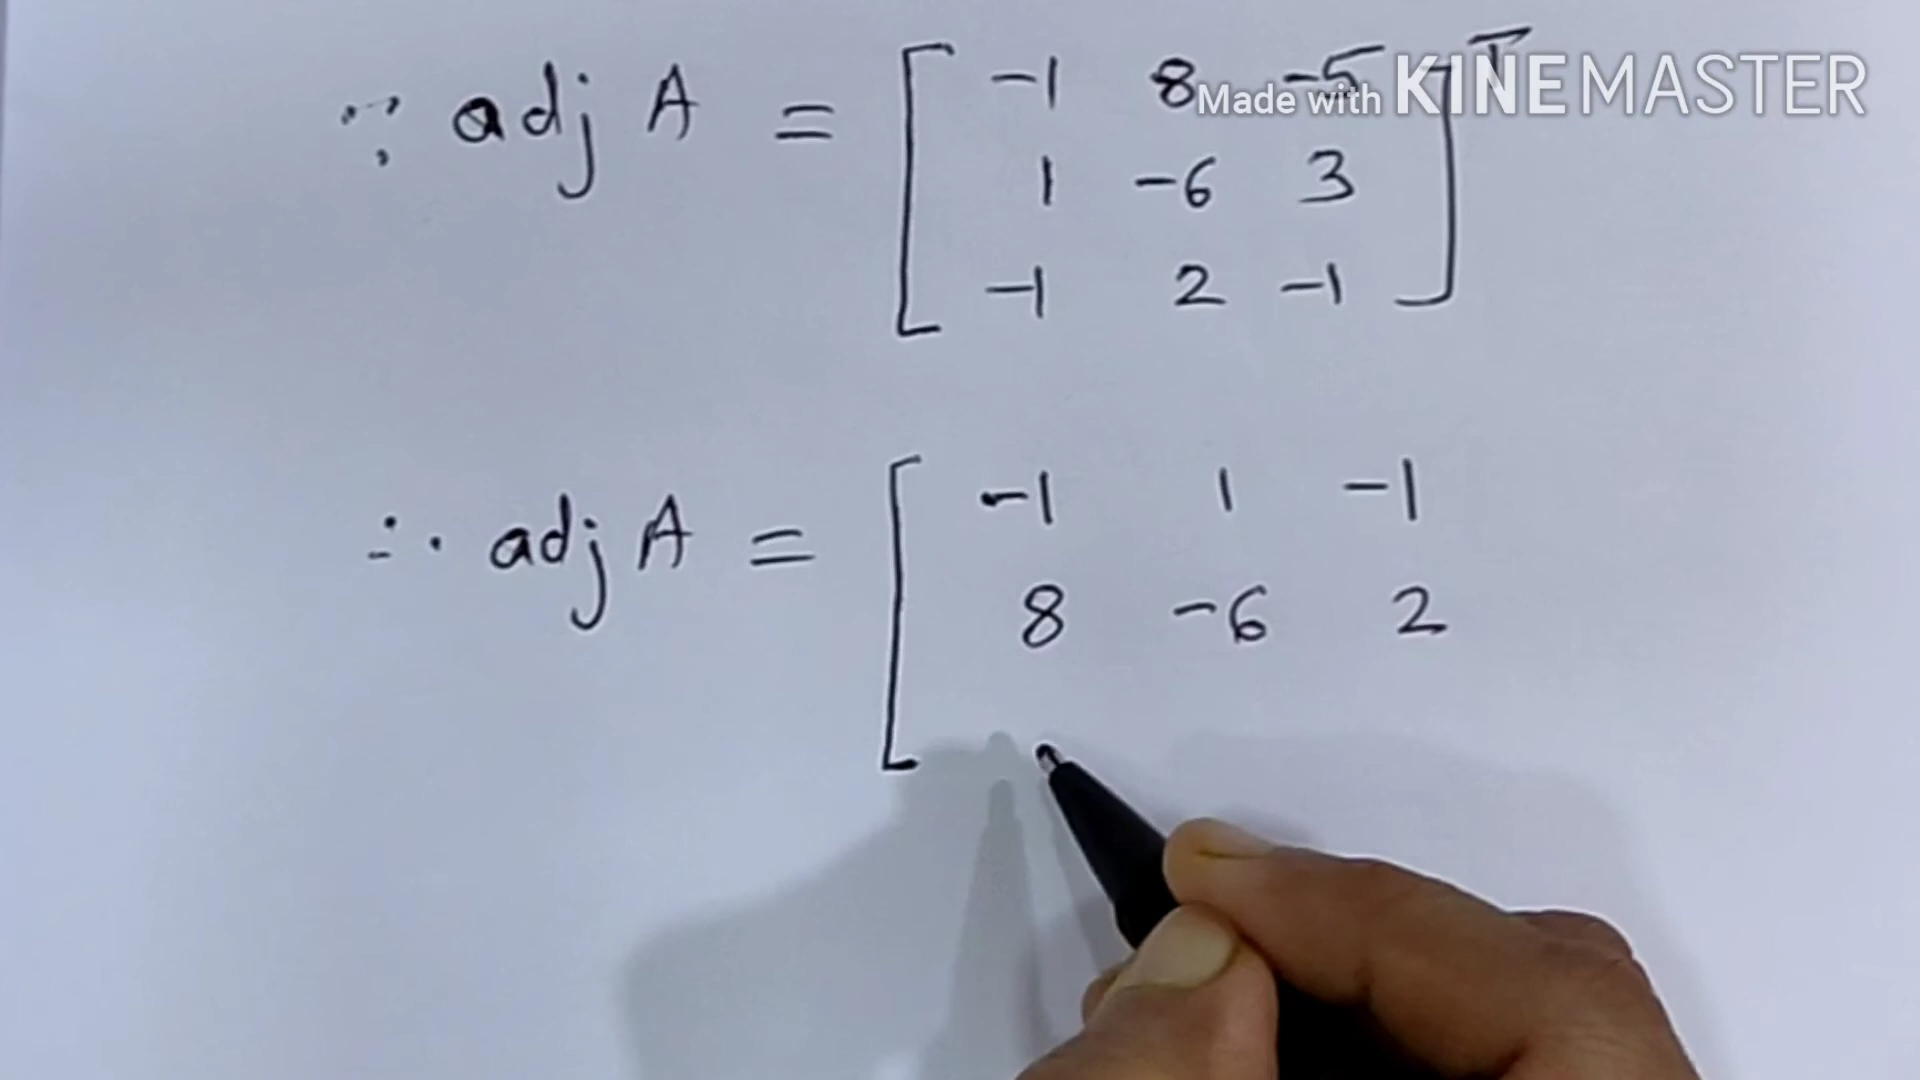 ∵ adj A = [ -1 8 -5 ]ᵀ
1 -6 3
-1 2 -1
Made with KINEMASTER
∴ adj A = [ -1 1 -1
8 -6 2